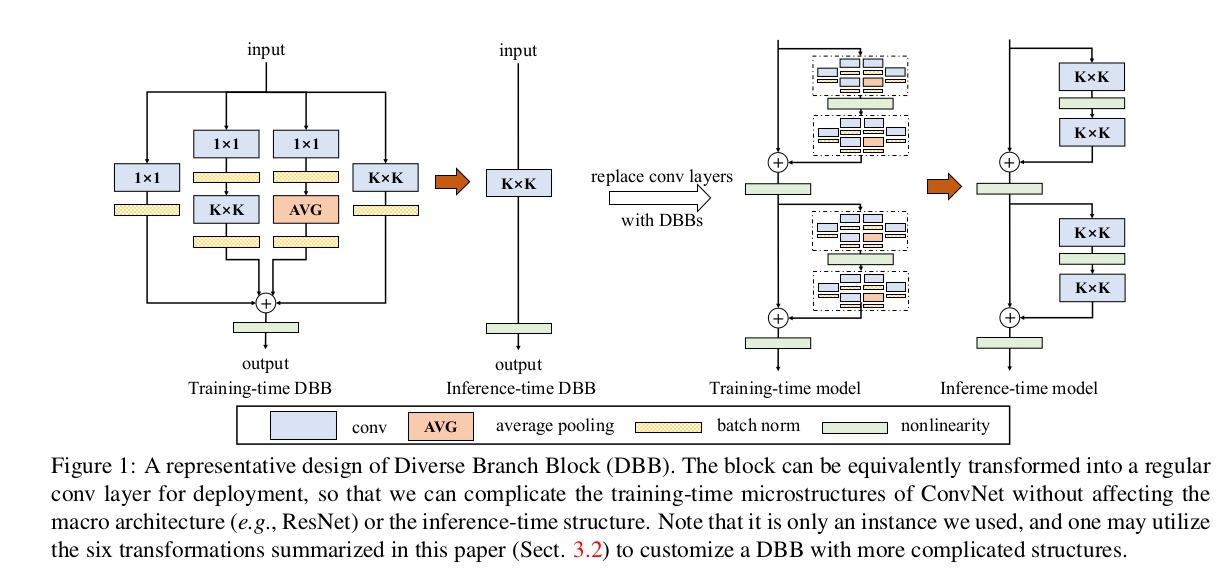 input
input
1×1
1×1
1×1
K×K
K×K
AVG
K×K
output
output
Training-time DBB
Inference-time DBB
replace conv layers
with DBBs
K×K
K×K
K×K
K×K
Training-time model
Inference-time model
conv
AVG
average pooling
batch norm
nonlinearity
Figure 1: A representative design of Diverse Branch Block (DBB). The block can be equivalently transformed into a regular
conv layer for deployment, so that we can complicate the training-time microstructures of ConvNet without affecting the
macro architecture (e.g., ResNet) or the inference-time structure. Note that it is only an instance we used, and one may utilize
the six transformations summarized in this paper (Sect. 3.2) to customize a DBB with more complicated structures.